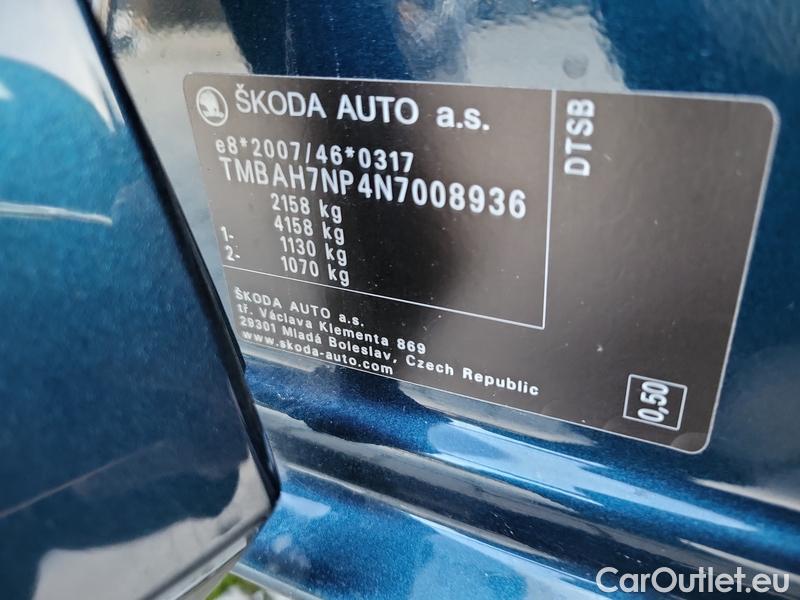 ŠKODA AUTO a.s.
e8*2007/46*0317
TMBAH7NP4N7008936
2158 kg
4158 kg
1- 1130 kg
2- 1070 kg
ŠKODA AUTO a.s.
tř. Václava Klementa 869
29301 Mladá Boleslav, Czech Republic
www.skoda-auto.com
DTSB
0,50
CarOutlet.eu